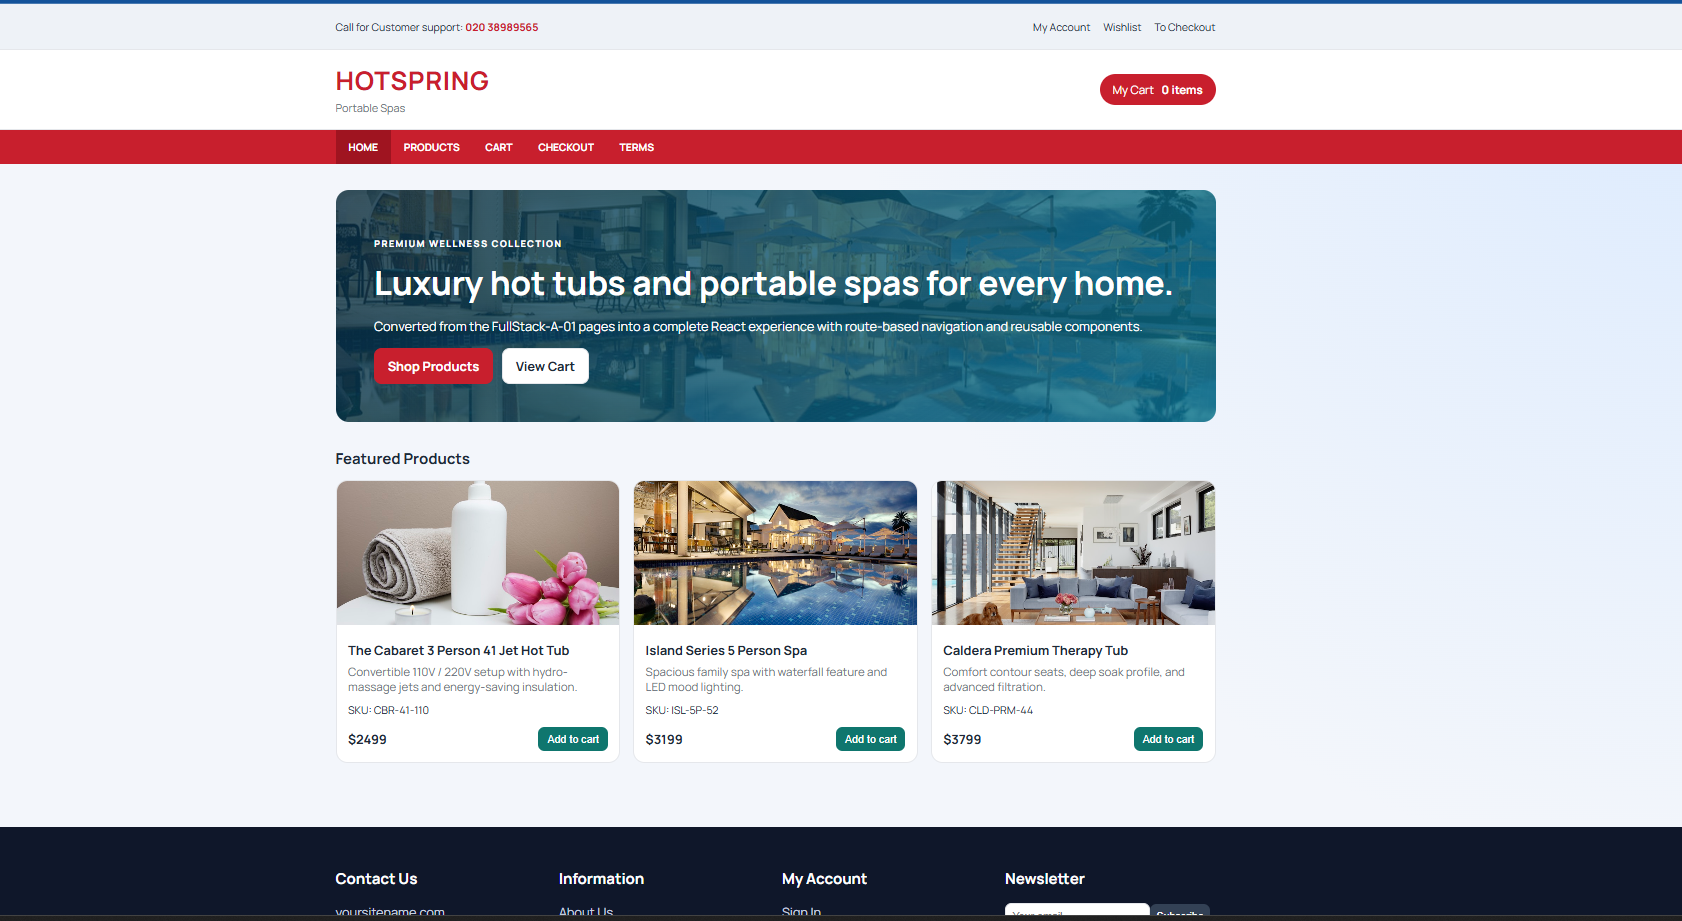 Call for Customer support: 020 38989565
My Account Wishlist To Checkout
HOTSPRING
Portable Spas
My Cart 0 items
HOME PRODUCTS CART CHECKOUT TERMS
PREMIUM WELLNESS COLLECTION
Luxury hot tubs and portable spas for every home.
Converted from the FullStack-A-01 pages into a complete React experience with route-based navigation and reusable components.
Shop Products View Cart
Featured Products
The Cabaret 3 Person 41 Jet Hot Tub
Convertible 110V / 220V setup with hydro-
massage jets and energy-saving insulation.
SKU: CBR-41-110
$2499 Add to cart
Island Series 5 Person Spa
Spacious family spa with waterfall feature and
LED mood lighting.
SKU: ISL-5P-52
$3199 Add to cart
Caldera Premium Therapy Tub
Comfort contour seats, deep soak profile, and
advanced filtration.
SKU: CLD-PRM-44
$3799 Add to cart
Contact Us Information My Account Newsletter
yoursitename.com About Us Sign In Your email Subscribe